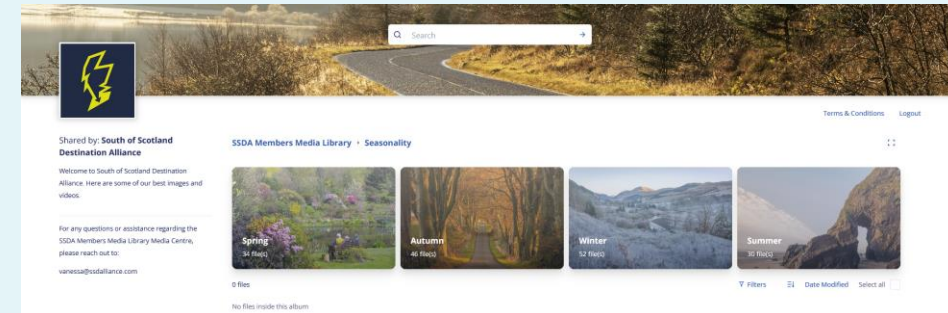 Search
Terms & Conditions Logout
Shared by: South of Scotland
Destination Alliance
Welcome to South of Scotland Destination
Alliance. Here are some of our best images and
videos.
For any questions or assistance regarding the
SSDA Members Media Library Media Centre,
please reach out to:
vanessa@ssdalliance.com
SSDA Members Media Library • Seasonality
Spring
34 file(s)
Autumn
46 file(s)
Winter
52 file(s)
Summer
30 file(s)
0 files
Filters Date Modified Select all
No files inside this album